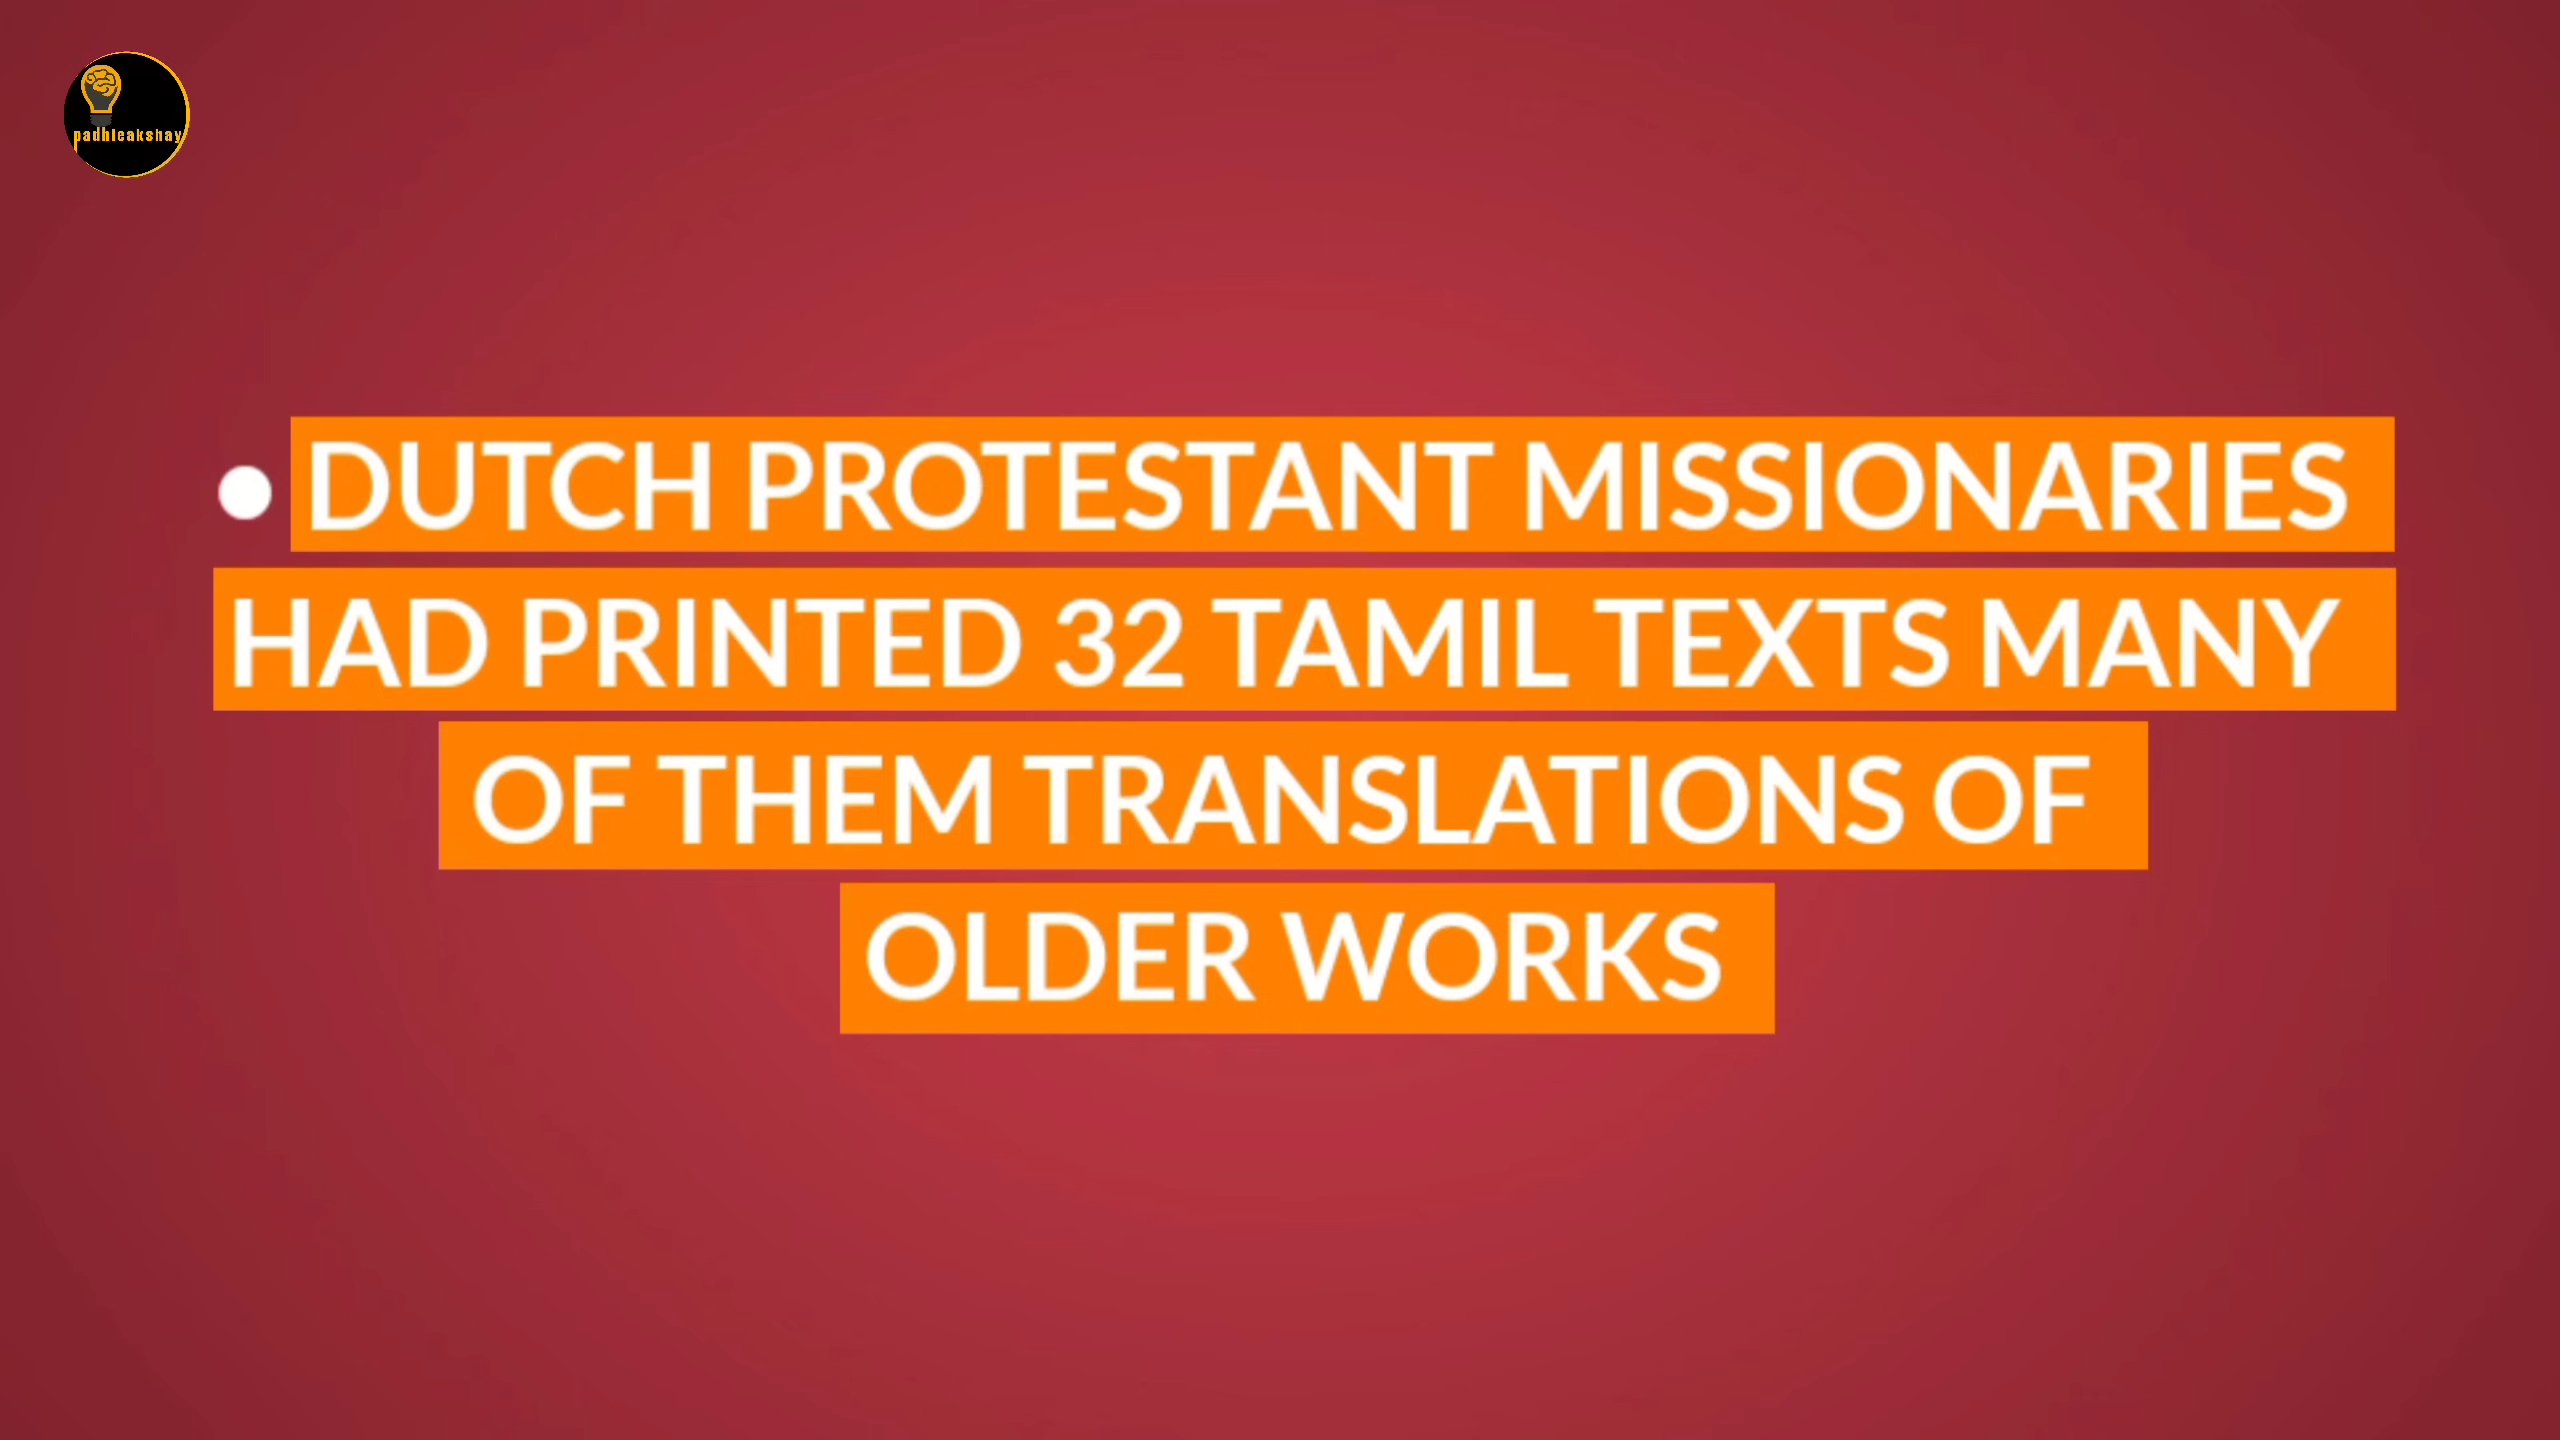 padhleakshay
• DUTCH PROTESTANT MISSIONARIES
HAD PRINTED 32 TAMIL TEXTS MANY
OF THEM TRANSLATIONS OF
OLDER WORKS